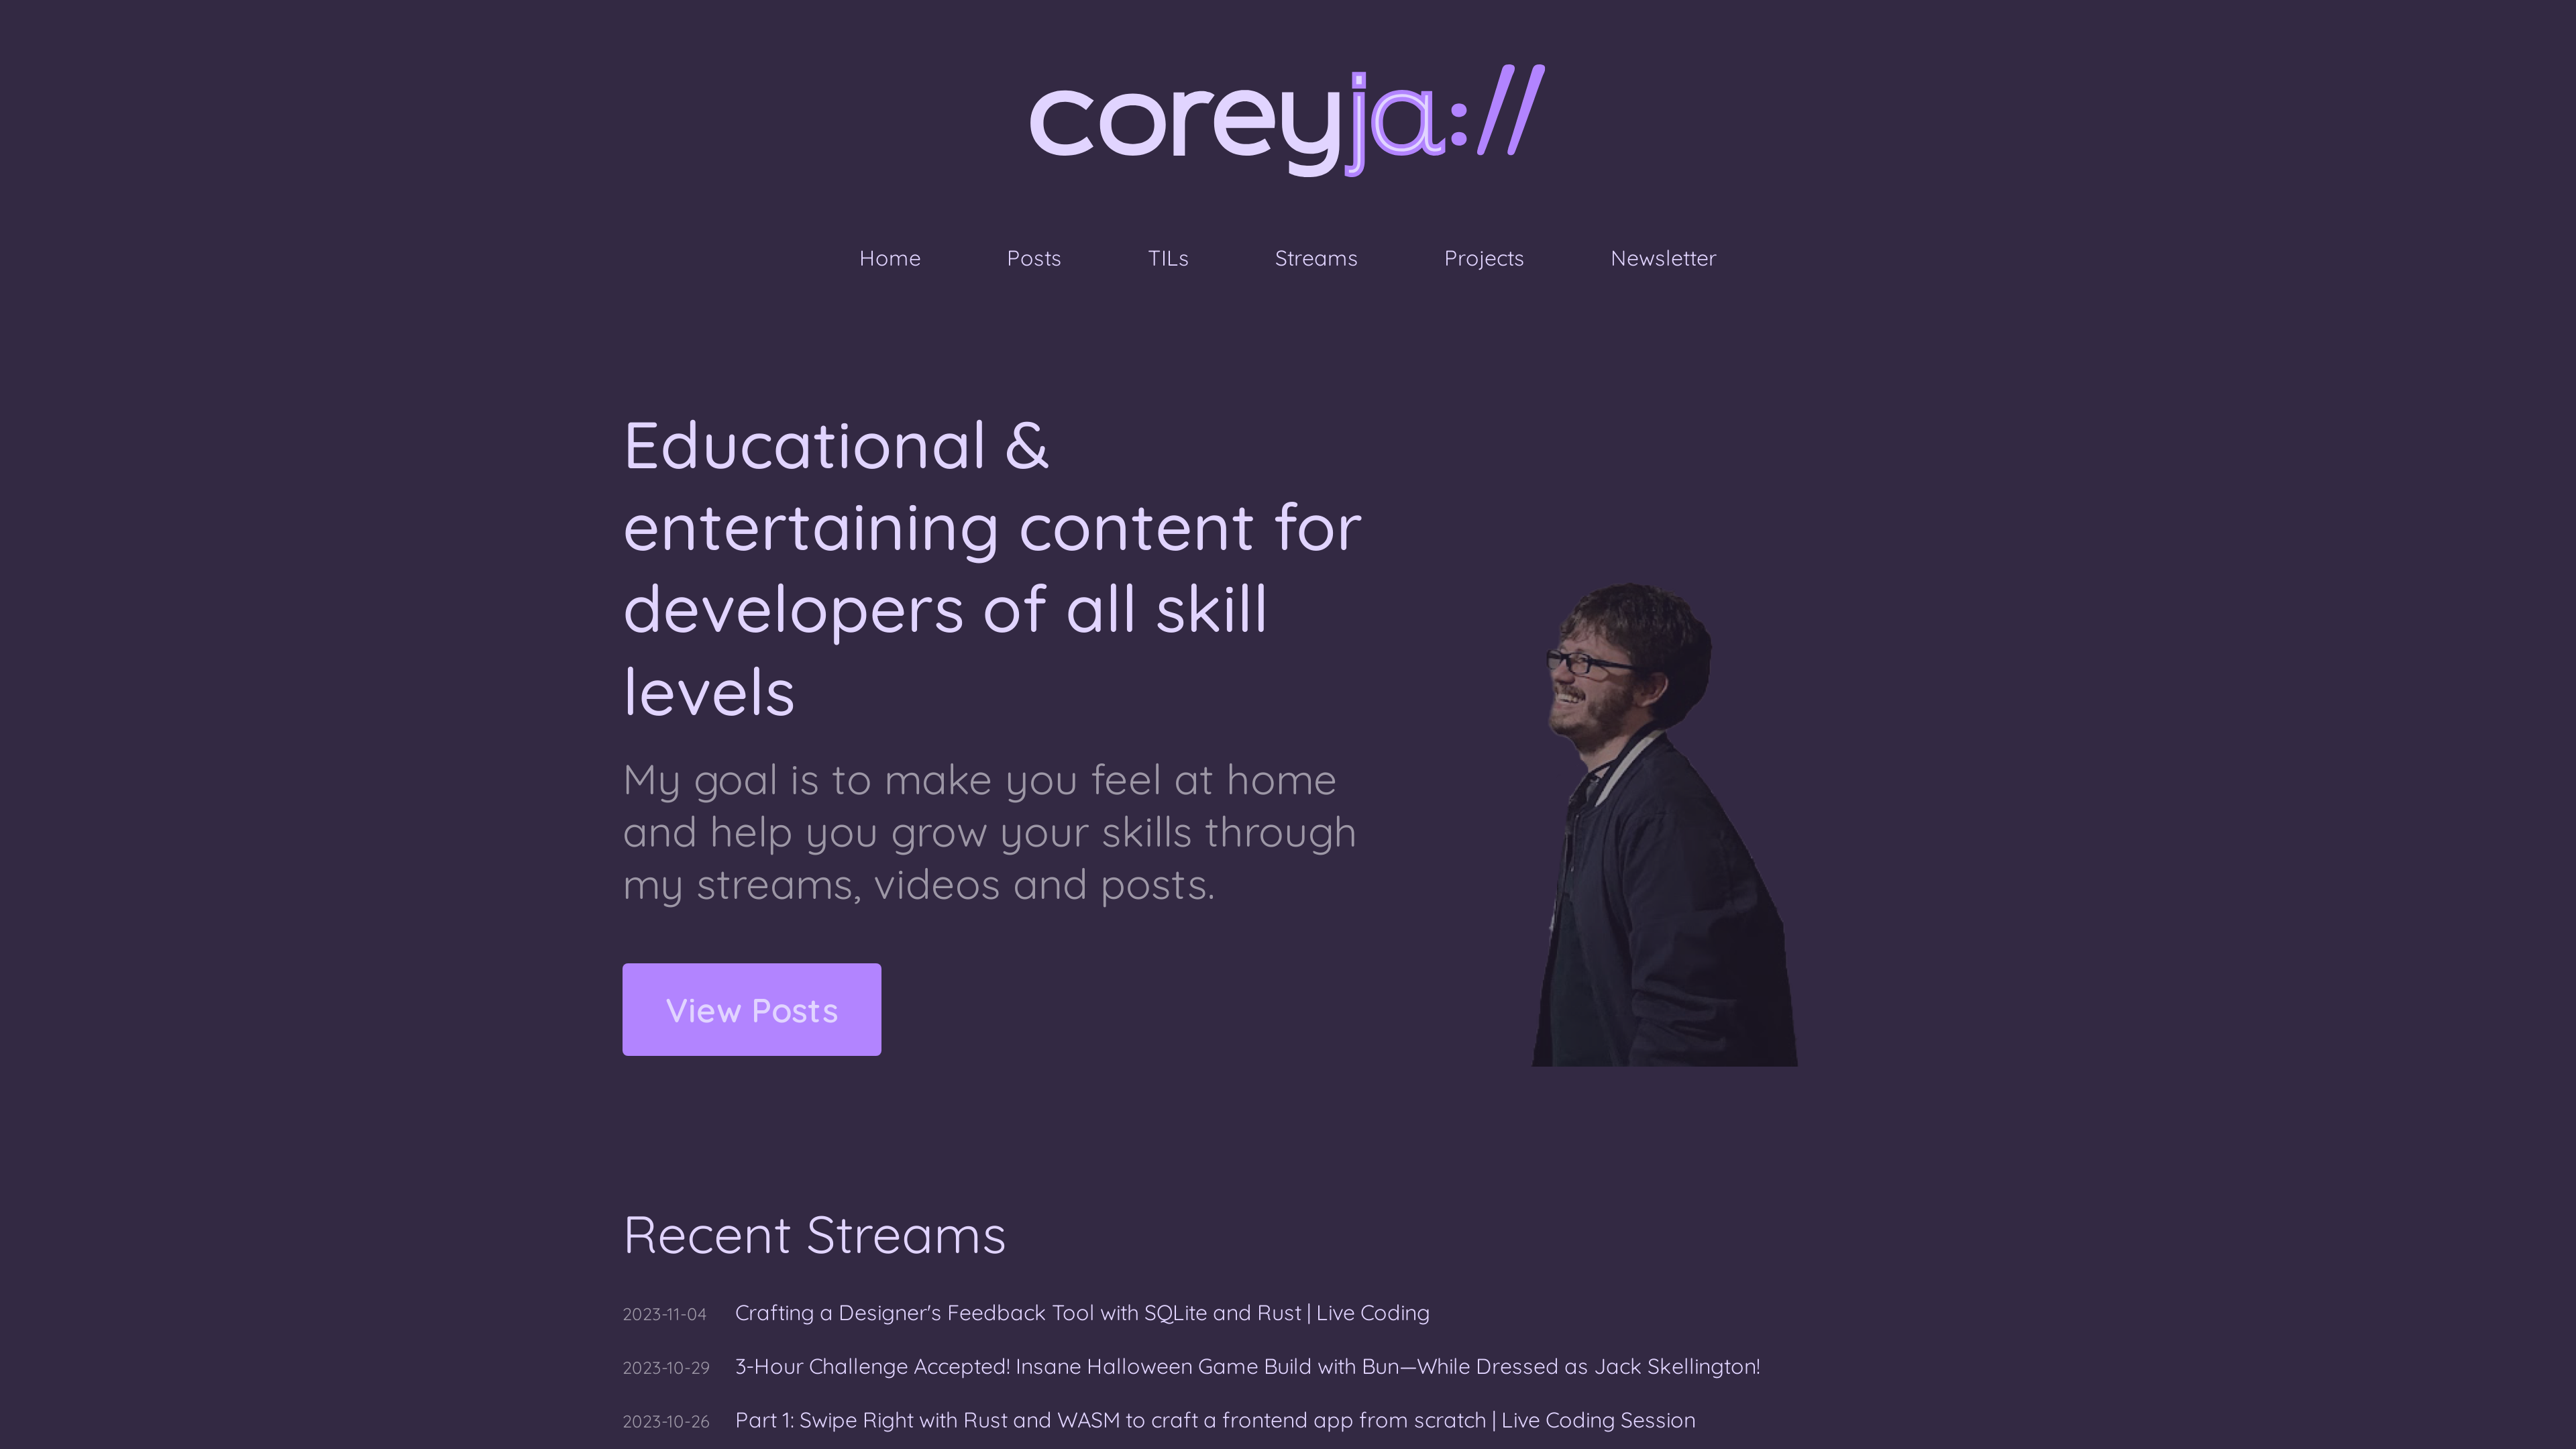 coreyja://
Home Posts TILs Streams Projects Newsletter
Educational &
entertaining content for
developers of all skill
levels
My goal is to make you feel at home
and help you grow your skills through
my streams, videos and posts.
View Posts
Recent Streams
2023-11-04 Crafting a Designer's Feedback Tool with SQLite and Rust | Live Coding
2023-10-29 3-Hour Challenge Accepted! Insane Halloween Game Build with Bun—While Dressed as Jack Skellington!
2023-10-26 Part 1: Swipe Right with Rust and WASM to craft a frontend app from scratch | Live Coding Session